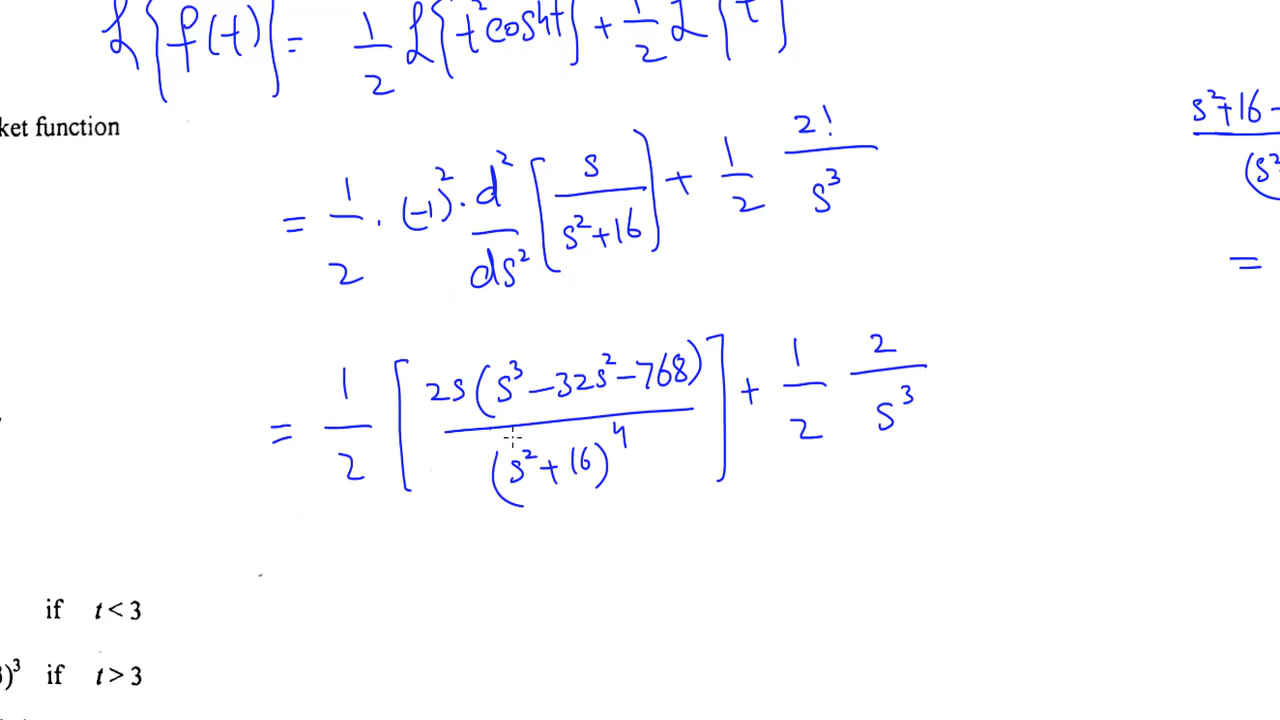 ℒ{f(t)} = 1/2 ℒ{t² cos4t} + 1/2 ℒ{t
ket function
= 1/2 · (-1)² · d²/ds² [s/(s²+16)] + 1/2 2!/s³
s²+16 -
(s²
=
= 1/2 [2s(s³-32s²-768)/(s²+16)⁴] + 1/2 2/s³
if t < 3
)³ if t > 3